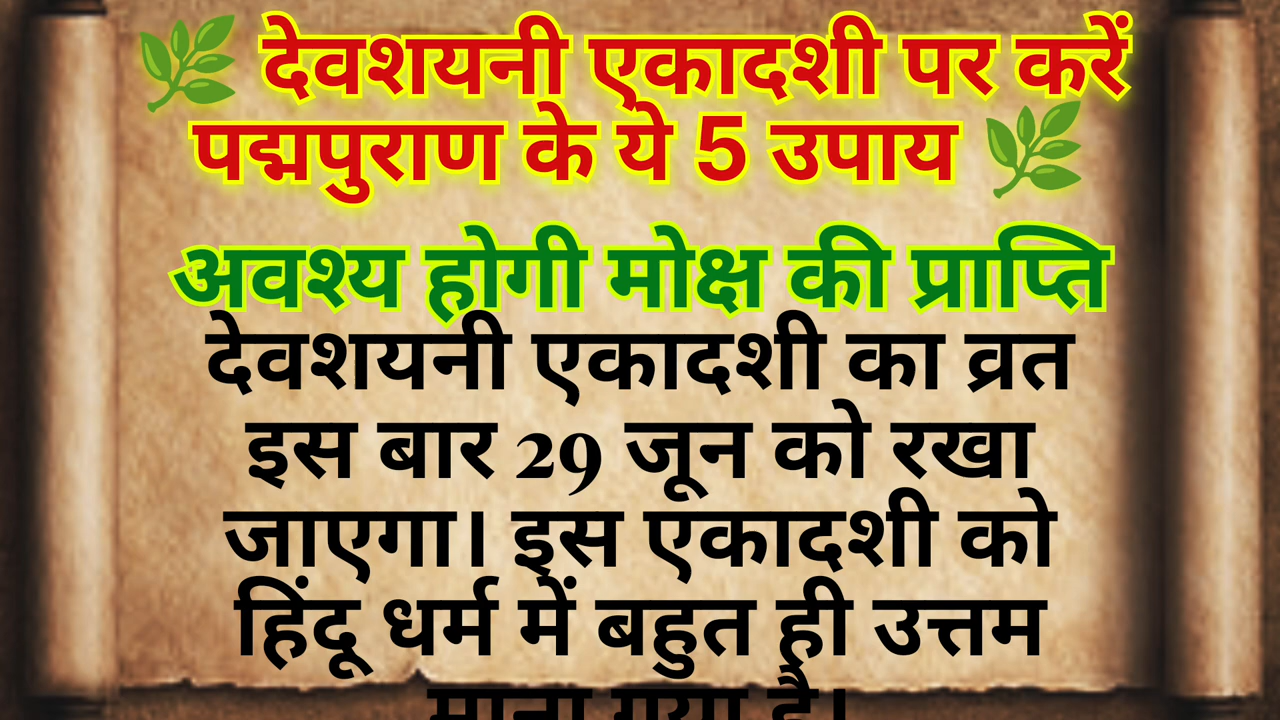 🌿 देवशयनी एकादशी पर करें
पद्मपुराण के ये 5 उपाय 🌿
अवश्य होगी मोक्ष की प्राप्ति
देवशयनी एकादशी का व्रत
इस बार 29 जून को रखा
जाएगा। इस एकादशी को
हिंदू धर्म में बहुत ही उत्तम
माना गया है।